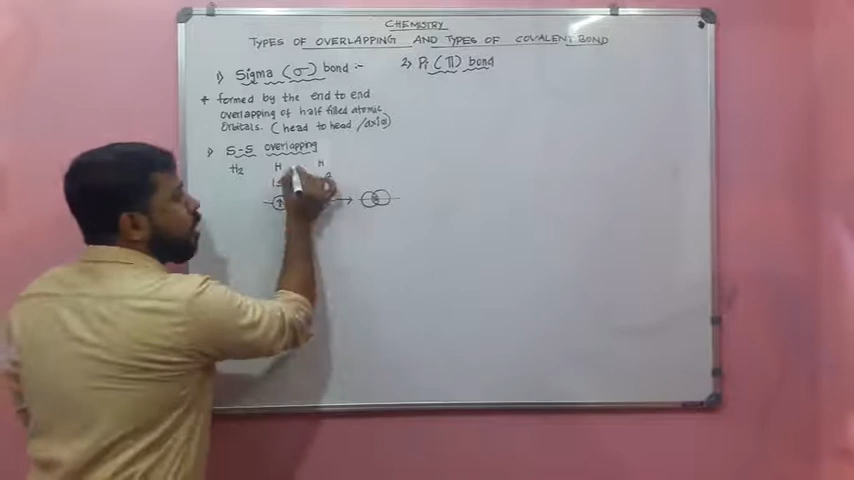 CHEMISTRY
TYPES OF OVERLAPPING AND TYPES OF COVALENT BOND
1) Sigma (σ) bond :-
* formed by the end to end
overlapping of half filled atomic
orbitals. (head to head / axial)
1) S-S overlapping
H2 H H
2) Pi (π) bond